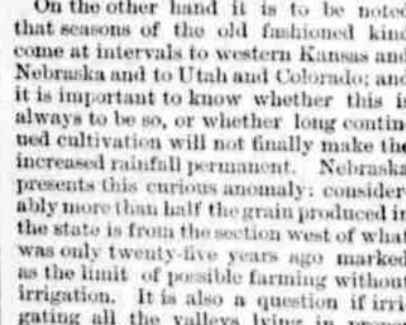 On the other hand it is to be noted
that seasons of the old fashioned kind
come at intervals to western Kansas and
Nebraska and to Utah and Colorado; and
it is important to know whether this i
always to be so, or whether long contin
ued cultivation will not finally make the
increased rainfall permanent. Nebraska
presents this curious anomaly: consider
ably more than half the grain produced in
the state is from the section west of what
was only twenty-five years ago marked
as the limit of possible farming without
irrigation. It is also a question if irri
gating all the valleys lying in